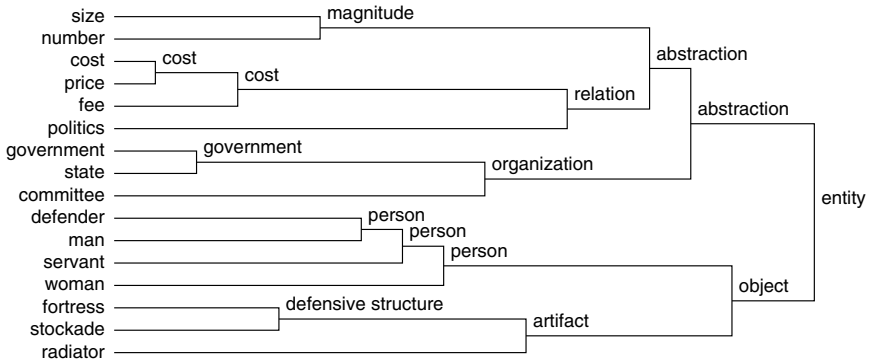 size
number
cost
price
fee
politics
government
state
committee
defender
man
servant
woman
fortress
stockade
radiator
magnitude
cost
cost
relation
abstraction
abstraction
government
organization
entity
person
person
person
object
defensive structure
artifact